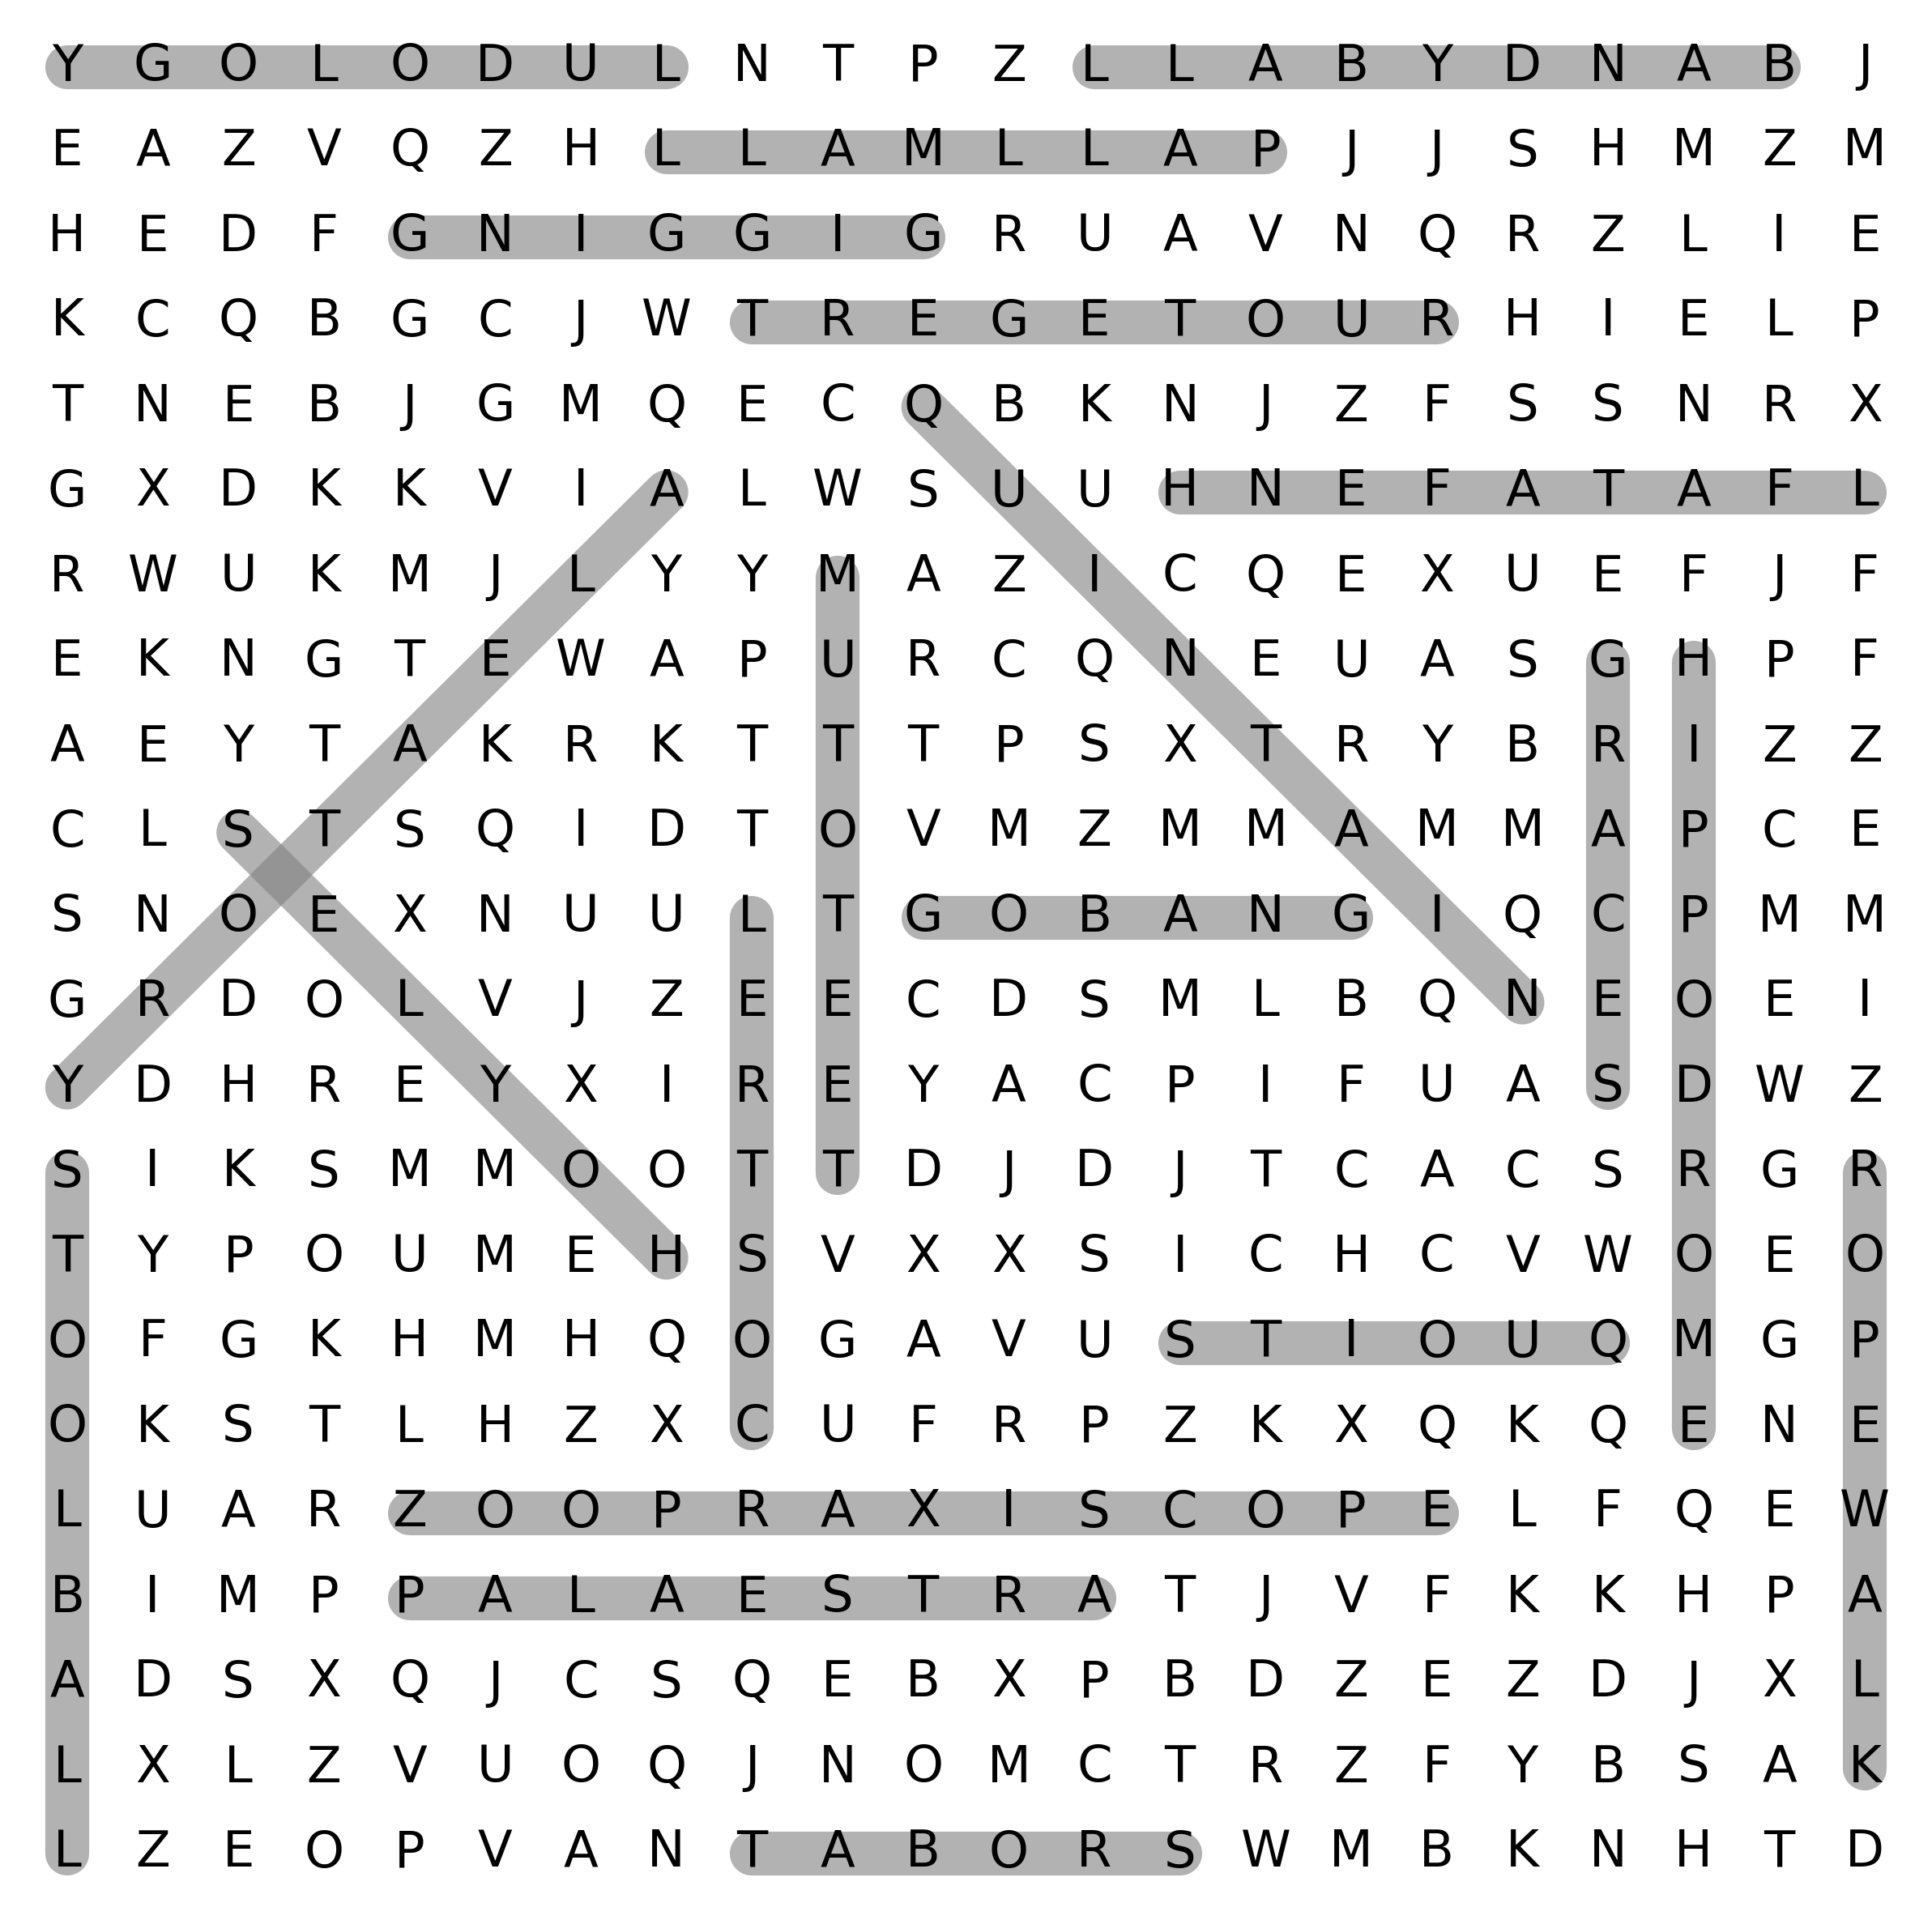 Y G O L O D U L N T P Z L L A B Y D N A B J
E A Z V Q Z H L L A M L L A P J J S H M Z M
H E D F G N I G G I G R U A V N Q R Z L I E
K C Q B G C J W T R E G E T O U R H I E L P
T N E B J G M Q E C Q B K N J Z F S S N R X
G X D K K V I A L W S U U H N E F A T A F L
R W U K M J L Y Y M A Z I C Q E X U E F J F
E K N G T E W A P U R C Q N E U A S G H P F
A E Y T A K R K T T T P S X T R Y B R I Z Z
C L S T S Q I D T O V M Z M M A M M A P C E
S N O E X N U U L T G O B A N G I Q C P M M
G R D O L V J Z E E C D S M L B Q N E O E I
Y D H R E Y X I R E Y A C P I F U A S D W Z
S I K S M M O O T T D J D J T C A C S R G R
T Y P O U M E H S V X X S I C H C V W O E O
O F G K H M H Q O G A V U S T I O U Q M G P
O K S T L H Z X C U F R P Z K X Q K Q E N E
L U A R Z O O P R A X I S C O P E L F Q E W
B I M P P A L A E S T R A T J V F K K H P A
A D S X Q J C S Q E B X P B D Z E Z D J X L
L X L Z V U O Q J N O M C T R Z F Y B S A K
L Z E O P V A N T A B O R S W M B K N H T D